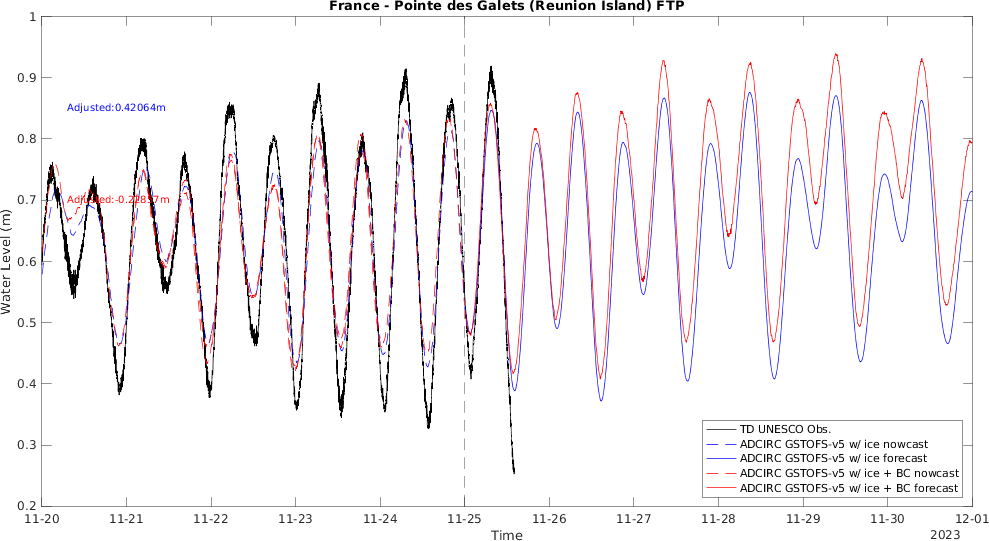 France - Pointe des Galets (Reunion Island) FTP
1
0.9
0.8
0.7
0.6
0.5
0.4
0.3
0.2
Water Level (m)
Adjusted:0.42064m
TD UNESCO Obs.
ADCIRC GSTOFS-v5 w/ ice nowcast
ADCIRC GSTOFS-v5 w/ ice forecast
ADCIRC GSTOFS-v5 w/ ice + BC nowcast
ADCIRC GSTOFS-v5 w/ ice + BC forecast
11-20 11-21 11-22 11-23 11-24 11-25 11-26 11-27 11-28 11-29 11-30 12-01
Time
2023